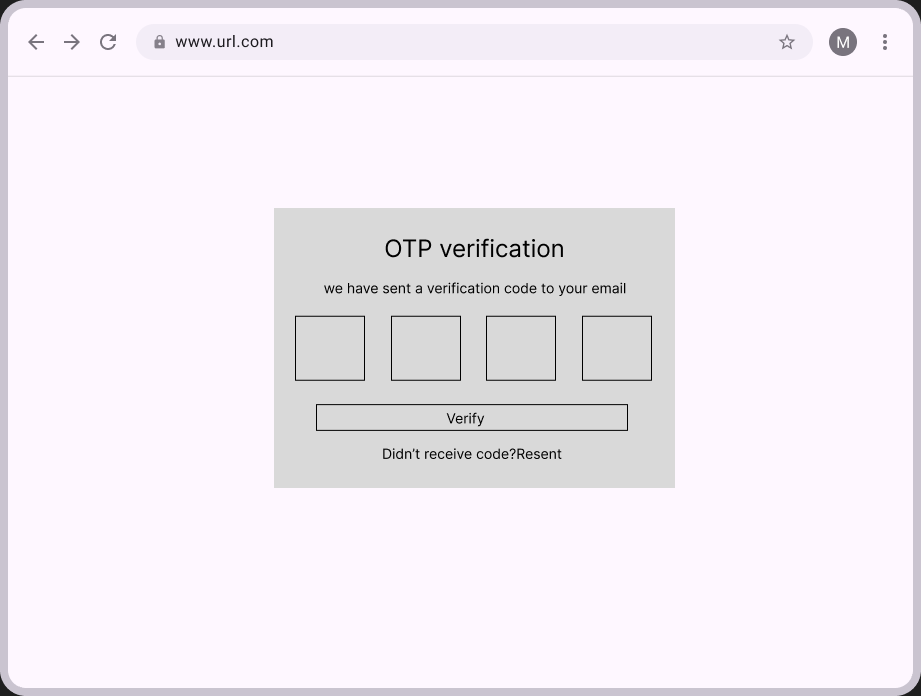 www.url.com
M
OTP verification
we have sent a verification code to your email
Verify
Didn’t receive code?Resent